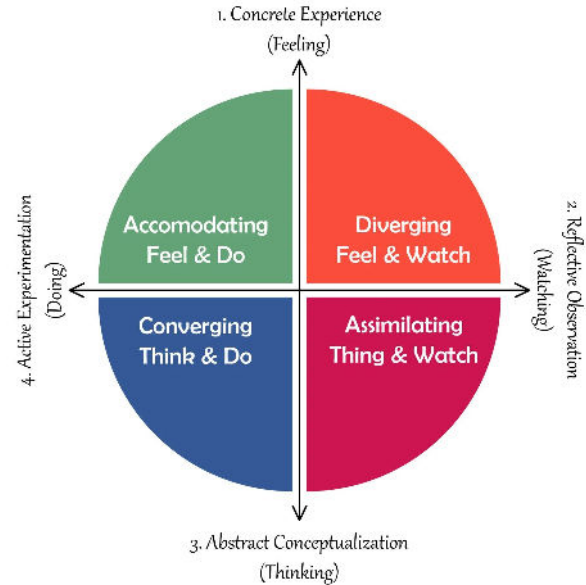 1. Concrete Experience
(Feeling)
Accomodating
Feel & Do
Diverging
Feel & Watch
4. Active Experimentation
(Doing)
2. Reflective Observation
(Watching)
Converging
Think & Do
Assimilating
Thing & Watch
3. Abstract Conceptualization
(Thinking)